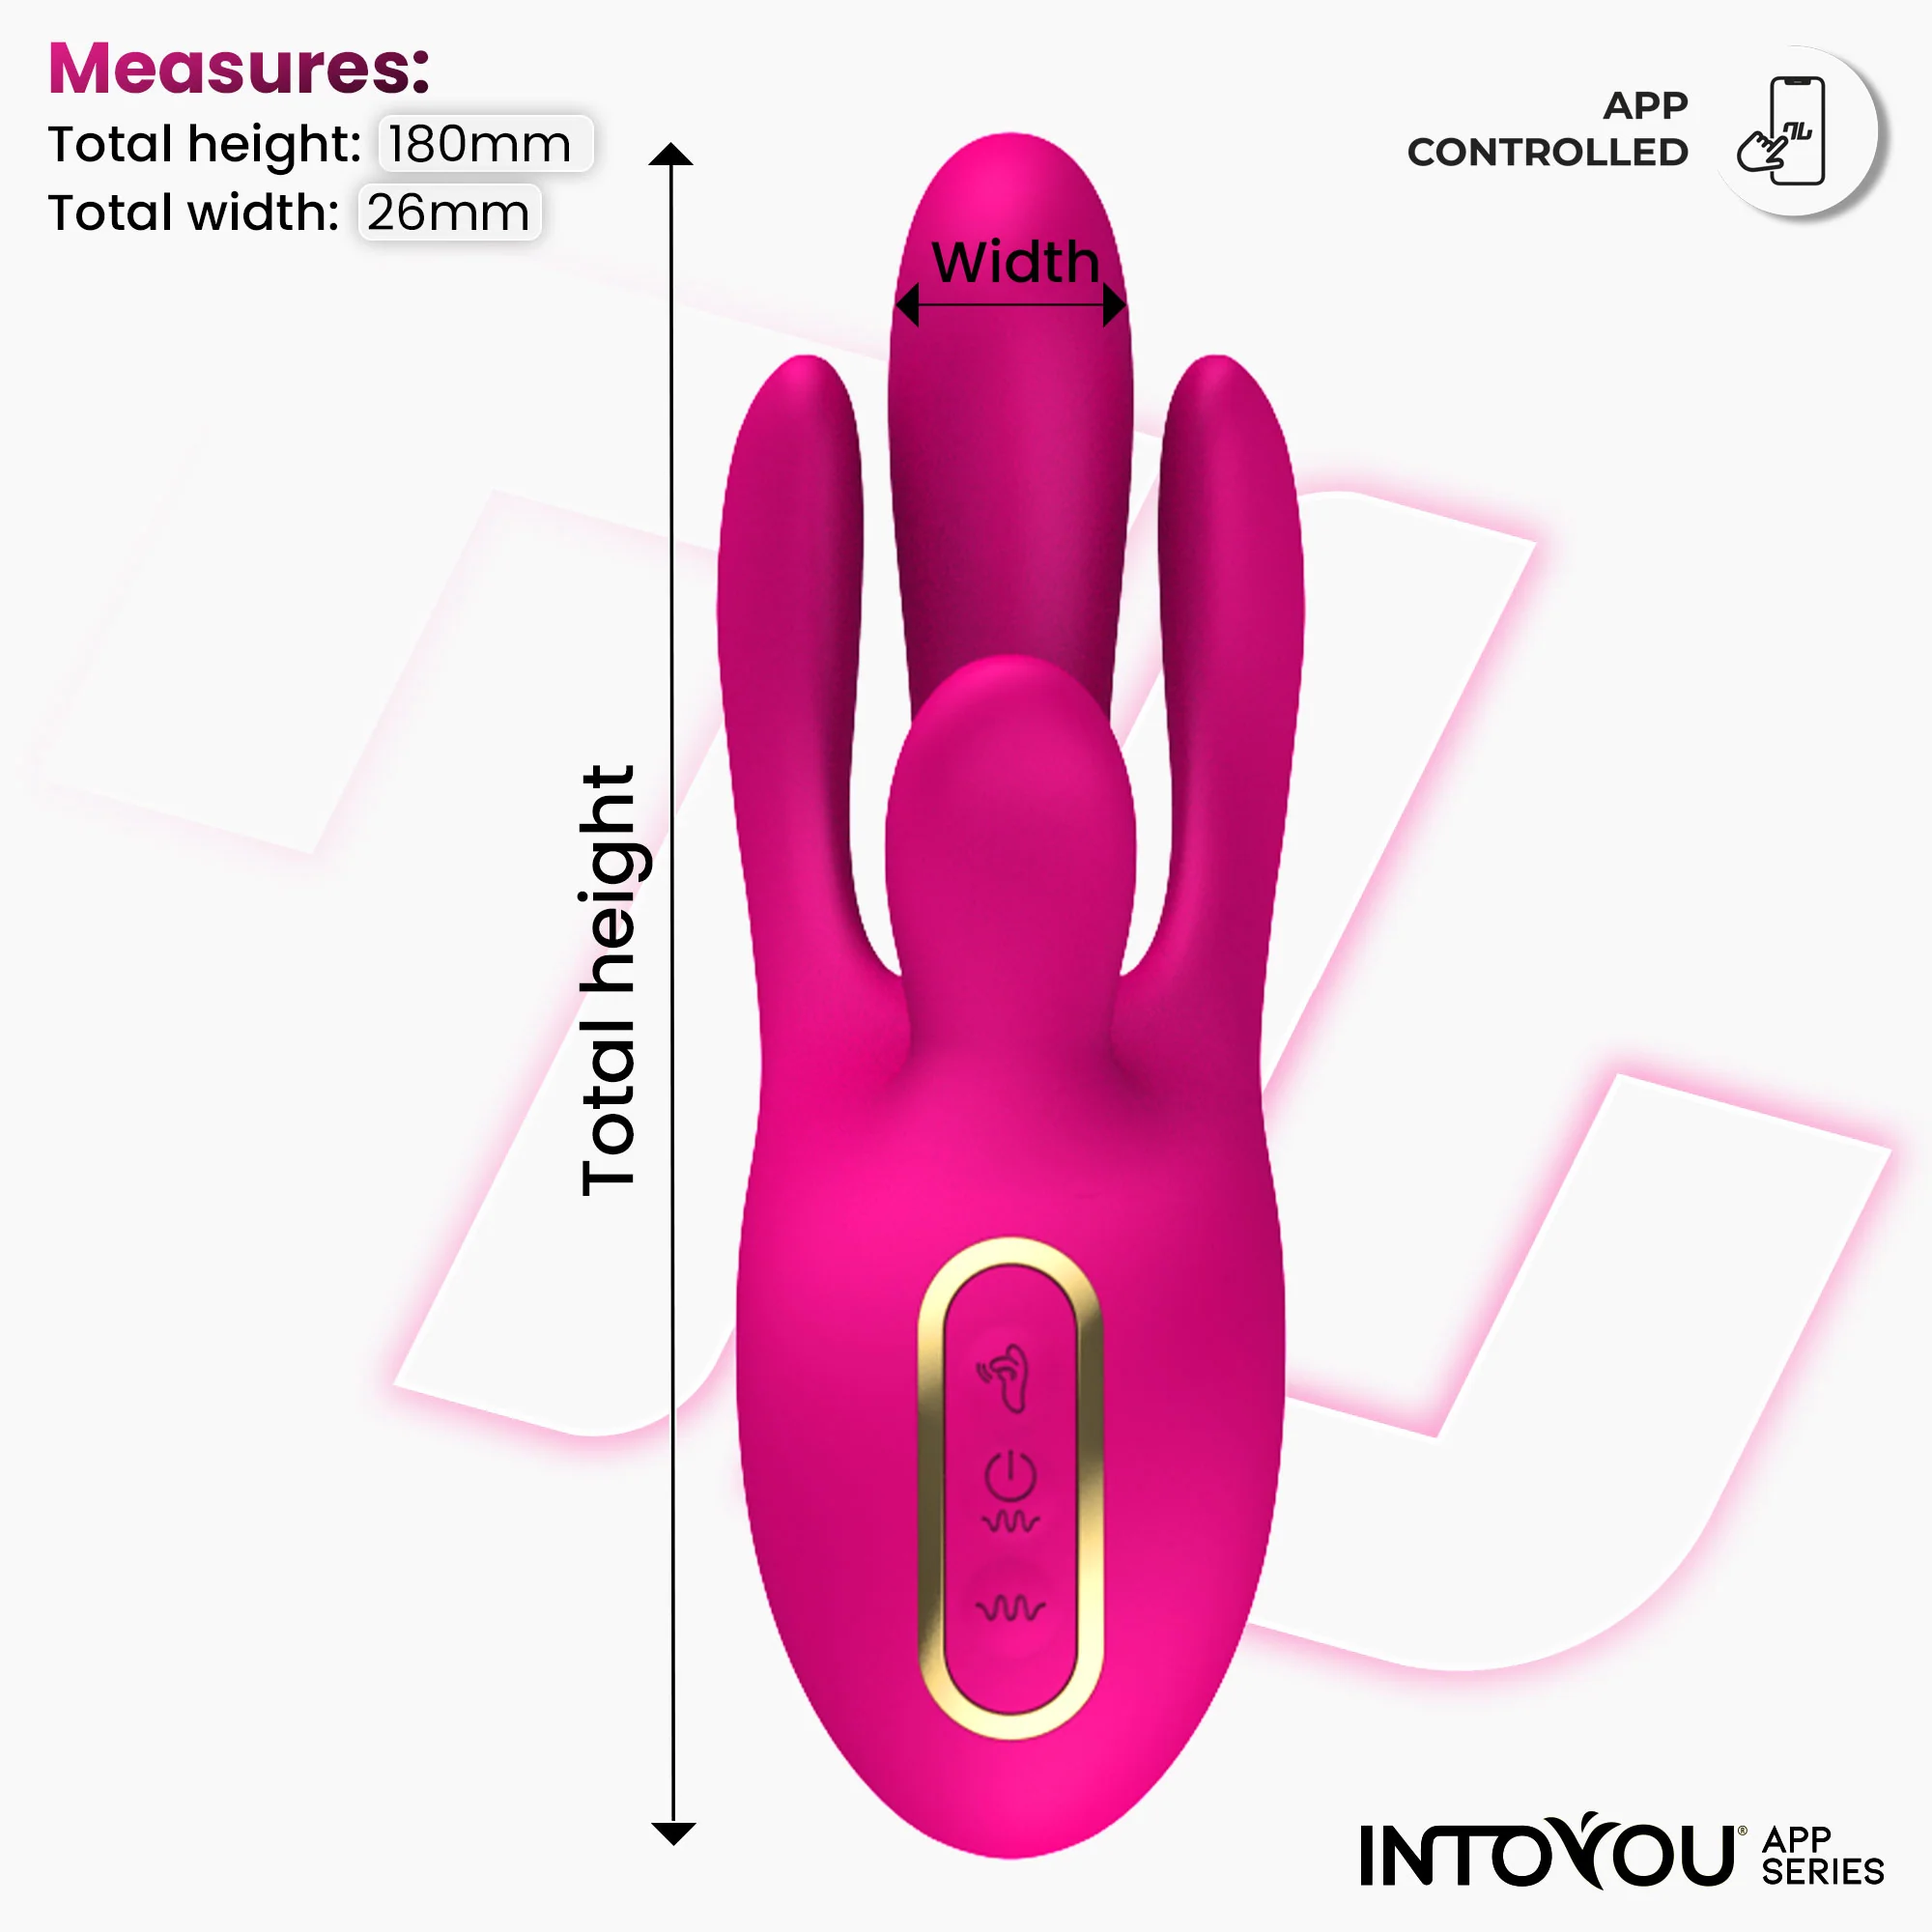 Measures:
Total height: 180mm
Total width: 26mm
APP
CONTROLLED
Width
Total height
INTOYOU® APP
SERIES